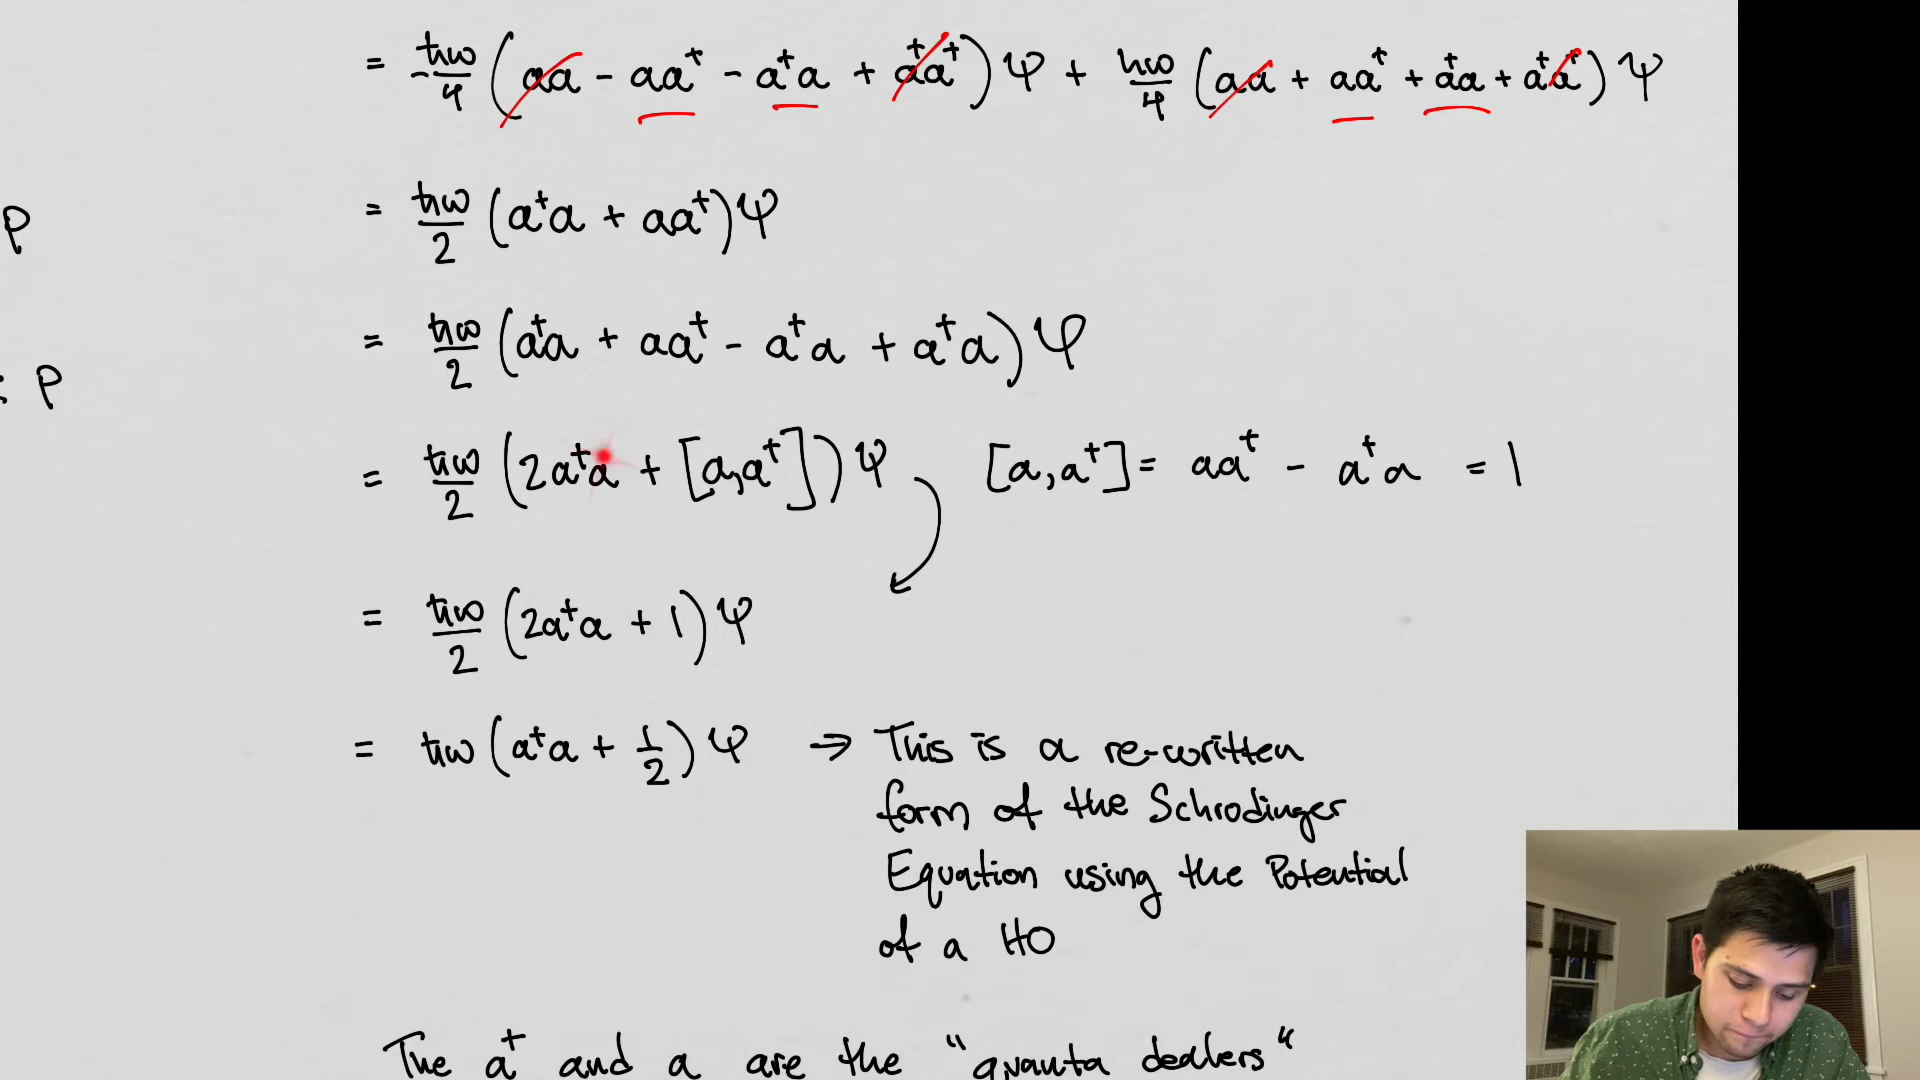 = -ħω/4 (aa - aa† - a†a + a†a†)Ψ + ħω/4 (aa + aa† + a†a + a†a†)Ψ
= ħω/2 (a†a + aa†)Ψ
P
= ħω/2 (a†a + aa† - a†a + a†a)Ψ
: P
= ħω/2 (2a†a + [a,a†])Ψ [a,a†] = aa† - a†a = 1
= ħω/2 (2a†a + 1)Ψ
= ħω(a†a + 1/2)Ψ → This is a re-written
form of the Schrodinger
Equation using the Potential
of a HO
The a† and a are the "quanta dealers"